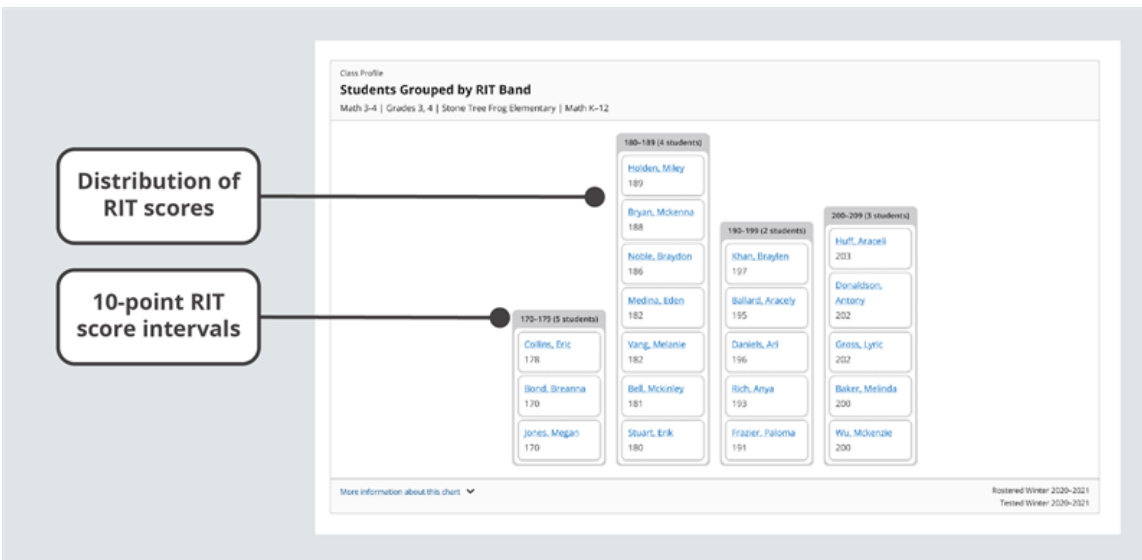 Class Profile
Students Grouped by RIT Band
Math 3-4 | Grades 3, 4 | Stone Tree Frog Elementary | Math K–12
Distribution of
RIT scores
10-point RIT
score intervals
170–179 (5 students)
Collins, Eric
178
Bond, Breanna
170
Jones, Megan
170
180–189 (4 students)
Holden, Miley
189
Bryan, Mckenna
188
Noble, Braydon
186
Medina, Eden
182
Vang, Melanie
182
Bell, Mckinley
181
Stuart, Erik
180
190–199 (2 students)
Khan, Braylen
197
Ballard, Aracely
195
Daniels, Ari
196
Rich, Anya
193
Frazier, Paloma
191
200–209 (3 students)
Huff, Araceli
203
Donaldson,
Antony
202
Gross, Lyric
202
Baker, Melinda
200
Wu, Mckenzie
200
More information about this chart
Rostered Winter 2020–2021
Tested Winter 2020–2021